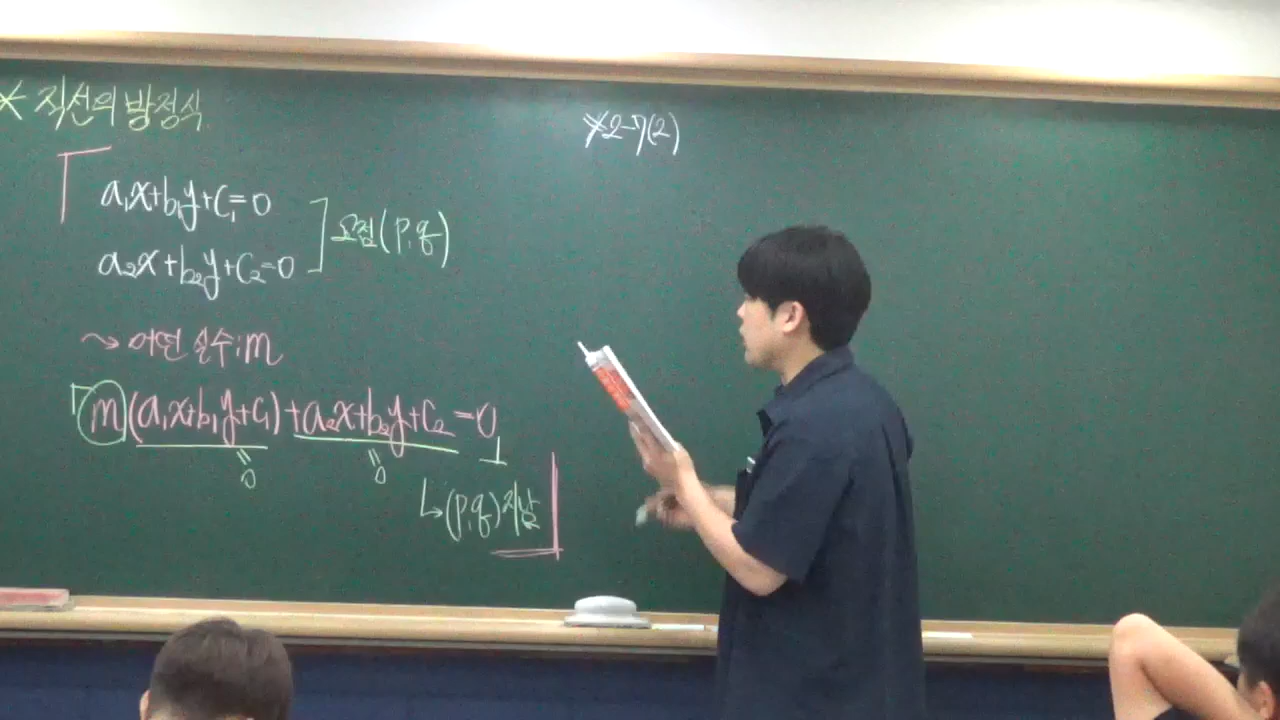 * 직선의 방정식
a₁x+b₁y+c₁=0
a₂x+b₂y+c₂=0
교점(p,q)
~> 어떤 실수:m
m(a₁x+b₁y+c₁)+a₂x+b₂y+c₂=0
=0 =0
↳(p,q)지남
※2-7(2)